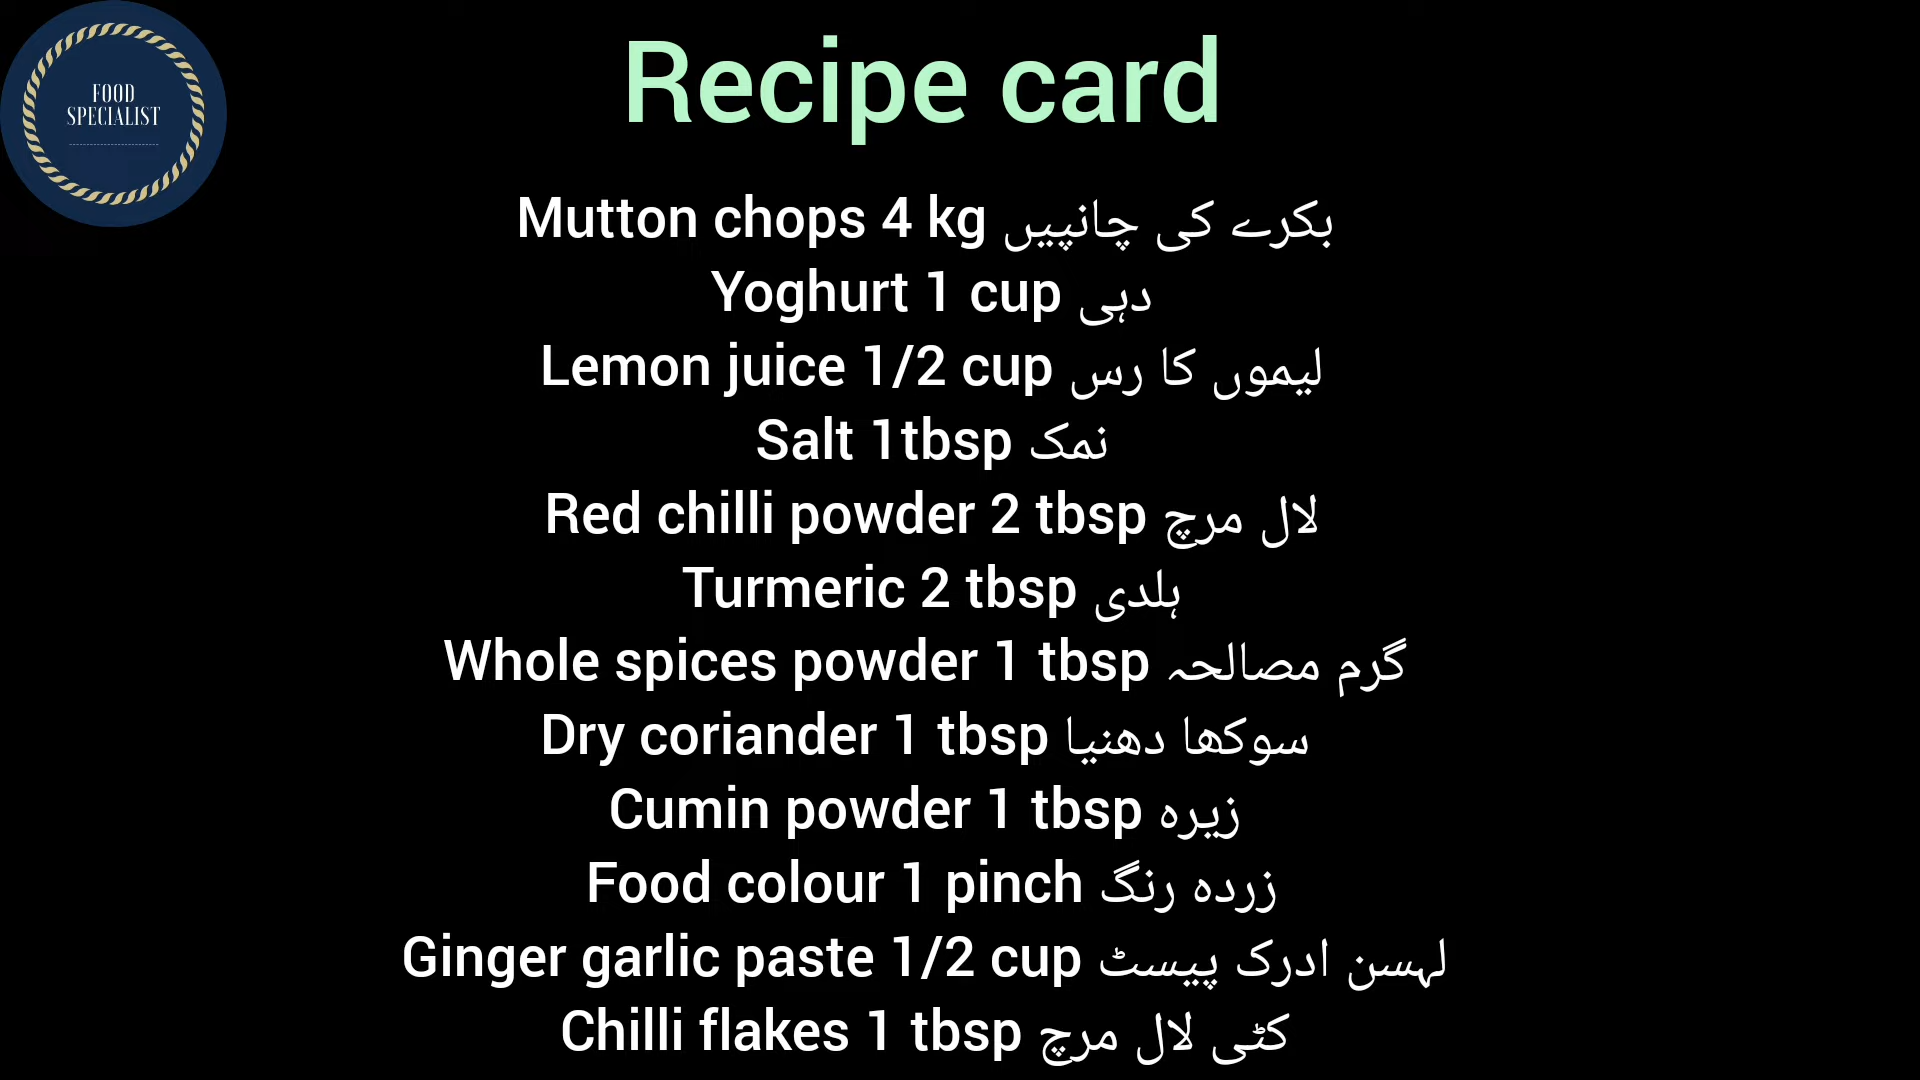 FOOD
SPECIALIST
Recipe card
Mutton chops 4 kg بکرے کی چانپیں
Yoghurt 1 cup دہی
Lemon juice 1/2 cup لیموں کا رس
Salt 1tbsp نمک
Red chilli powder 2 tbsp لال مرچ
Turmeric 2 tbsp ہلدی
Whole spices powder 1 tbsp گرم مصالحہ
Dry coriander 1 tbsp سوکھا دھنیا
Cumin powder 1 tbsp زیرہ
Food colour 1 pinch زردہ رنگ
Ginger garlic paste 1/2 cup لہسن ادرک پیسٹ
Chilli flakes 1 tbsp کٹی لال مرچ